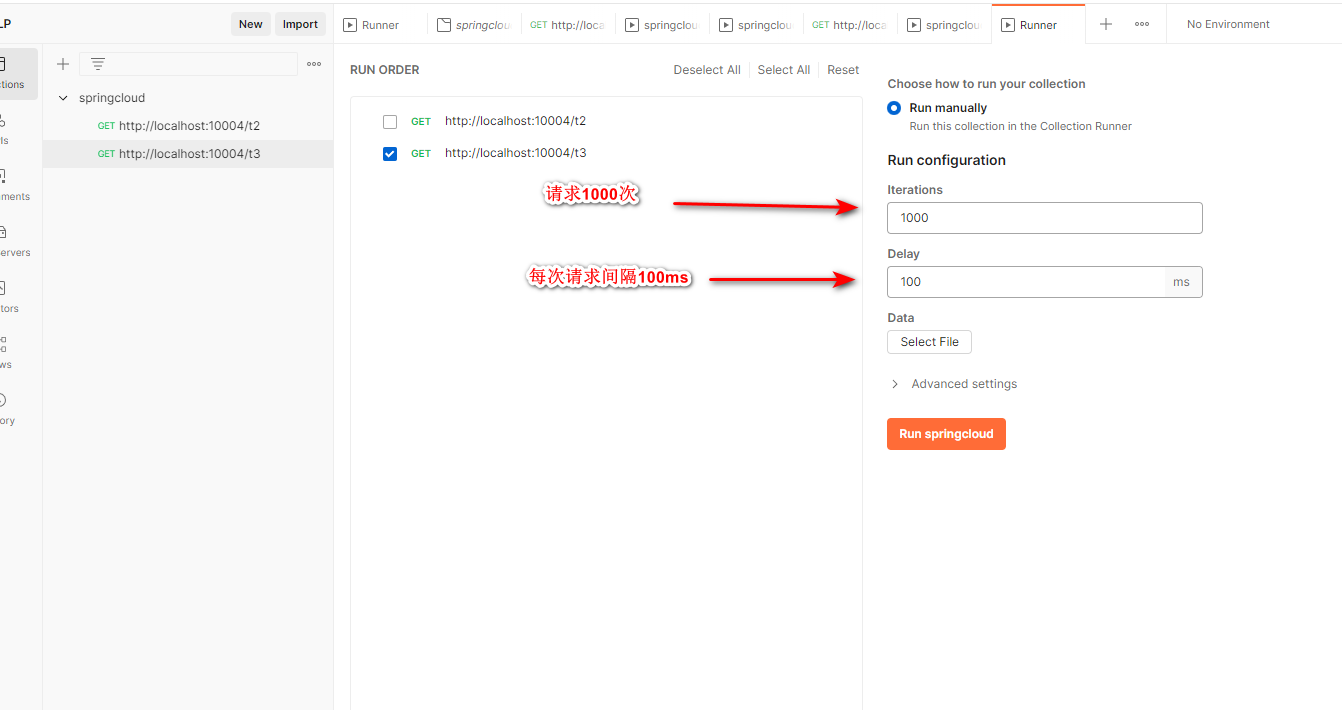 LP
New
Import
Runner
springclou
GET http://loca
springclou
springclou
GET http://loca
springclou
Runner
No Environment
ctions
ments
ervers
tors
ws
ory
springcloud
GET http://localhost:10004/t2
GET http://localhost:10004/t3
RUN ORDER
Deselect All
Select All
Reset
GET http://localhost:10004/t2
GET http://localhost:10004/t3
请求1000次
每次请求间隔100ms
Choose how to run your collection
Run manually
Run this collection in the Collection Runner
Run configuration
Iterations
1000
Delay
100
ms
Data
Select File
Advanced settings
Run springcloud